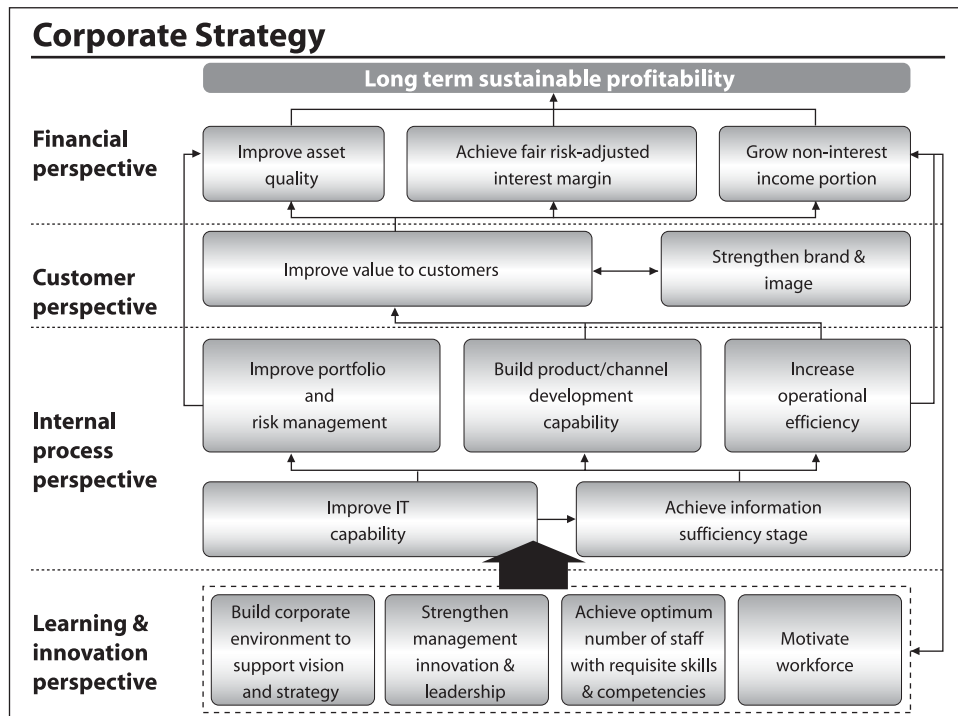 Corporate Strategy
Long term sustainable profitability
Financial
perspective
Improve asset
quality
Achieve fair risk-adjusted
interest margin
Grow non-interest
income portion
Customer
perspective
Improve value to customers
Strengthen brand &
image
Internal
process
perspective
Improve portfolio
and
risk management
Build product/channel
development
capability
Increase
operational
efficiency
Improve IT
capability
Achieve information
sufficiency stage
Learning &
innovation
perspective
Build corporate
environment to
support vision
and strategy
Strengthen
management
innovation &
leadership
Achieve optimum
number of staff
with requisite skills
& competencies
Motivate
workforce